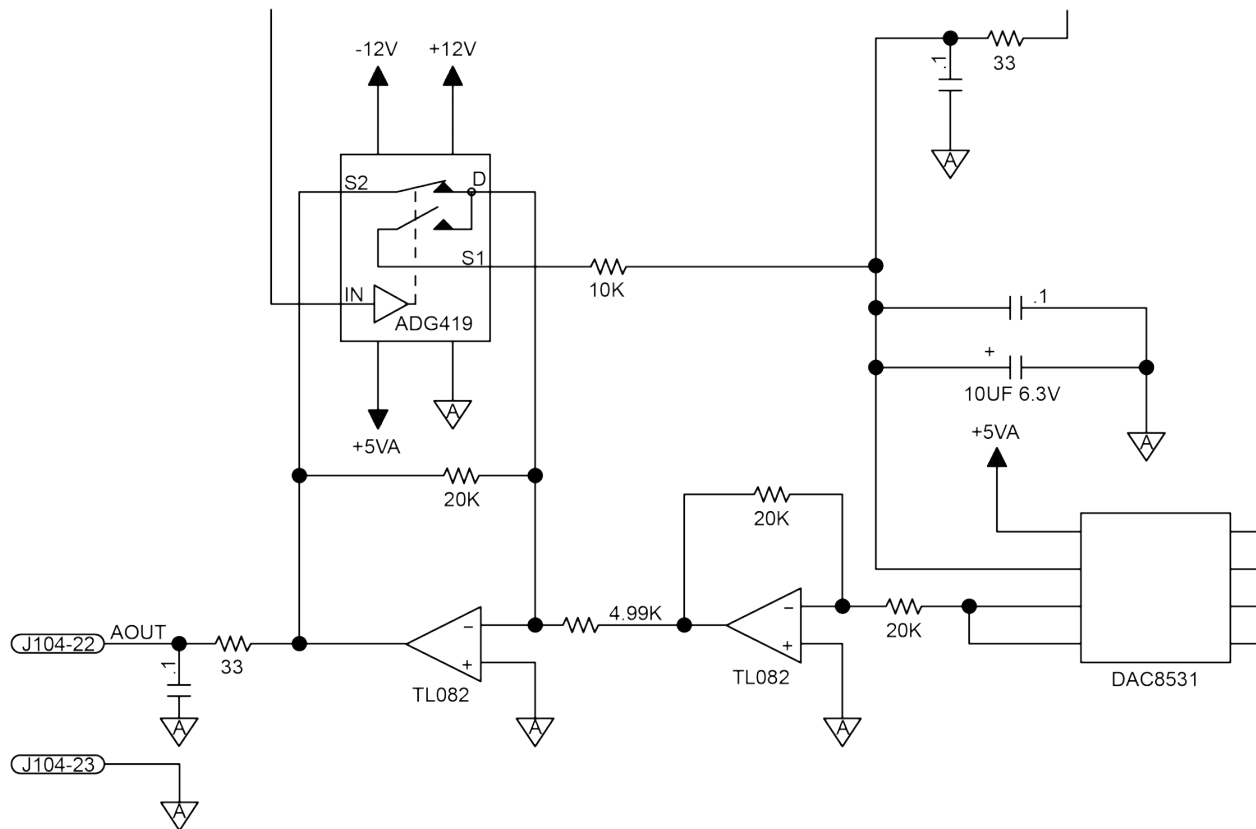 -12V
+12V
.1
33
A
S2
D
S1
10K
IN
ADG419
.1
+
10UF 6.3V
A
+5VA
+5VA
A
20K
20K
4.99K
20K
−
+
TL082
−
+
TL082
DAC8531
J104-22
AOUT
.1
33
A
A
A
J104-23
A